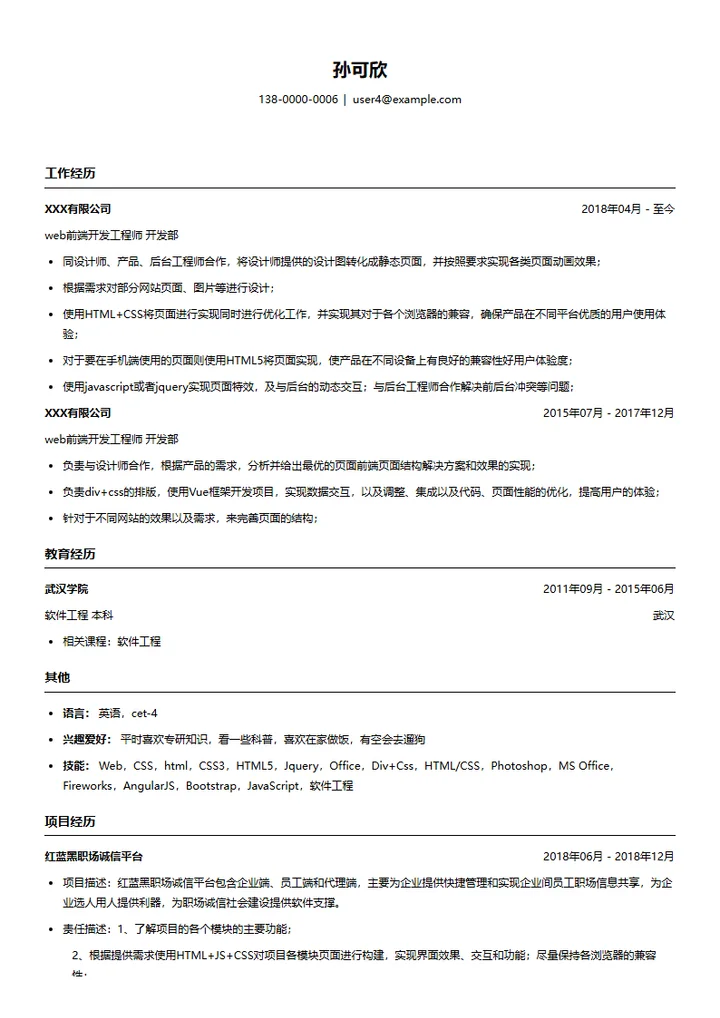 孙可欣
138-0000-0006 | user4@example.com
工作经历
XXX有限公司 2018年04月 - 至今
web前端开发工程师 开发部
• 同设计师、产品、后台工程师合作，将设计师提供的设计图转化成静态页面，并按照要求实现各类页面动画效果；
• 根据需求对部分网站页面、图片等进行设计；
• 使用HTML+CSS将页面进行实现同时进行优化工作，并实现其对于各个浏览器的兼容，确保产品在不同平台优质的用户使用体
验；
• 对于要在手机端使用的页面则使用HTML5将页面实现，使产品在不同设备上有良好的兼容性好用户体验度；
• 使用javascript或者jquery实现页面特效，及与后台的动态交互；与后台工程师合作解决前后台冲突等问题；
XXX有限公司 2015年07月 - 2017年12月
web前端开发工程师 开发部
• 负责与设计师合作，根据产品的需求，分析并给出最优的页面前端页面结构解决方案和效果的实现；
• 负责div+css的排版，使用Vue框架开发项目，实现数据交互，以及调整、集成以及代码、页面性能的优化，提高用户的体验；
• 针对于不同网站的效果以及需求，来完善页面的结构；
教育经历
武汉学院 2011年09月 - 2015年06月
软件工程 本科 武汉
• 相关课程：软件工程
其他
• 语言： 英语，cet-4
• 兴趣爱好： 平时喜欢专研知识，看一些科普，喜欢在家做饭，有空会去遛狗
• 技能： Web，CSS，html，CSS3，HTML5，Jquery，Office，Div+Css，HTML/CSS，Photoshop，MS Office，
Fireworks，AngularJS，Bootstrap，JavaScript，软件工程
项目经历
红蓝黑职场诚信平台 2018年06月 - 2018年12月
• 项目描述：红蓝黑职场诚信平台包含企业端、员工端和代理端，主要为企业提供快捷管理和实现企业间员工职场信息共享，为企
业选人用人提供利器，为职场诚信社会建设提供软件支撑。
• 责任描述：1、了解项目的各个模块的主要功能；
2、根据提供需求使用HTML+JS+CSS对项目各模块页面进行构建，实现界面效果、交互和功能；尽量保持各浏览器的兼容